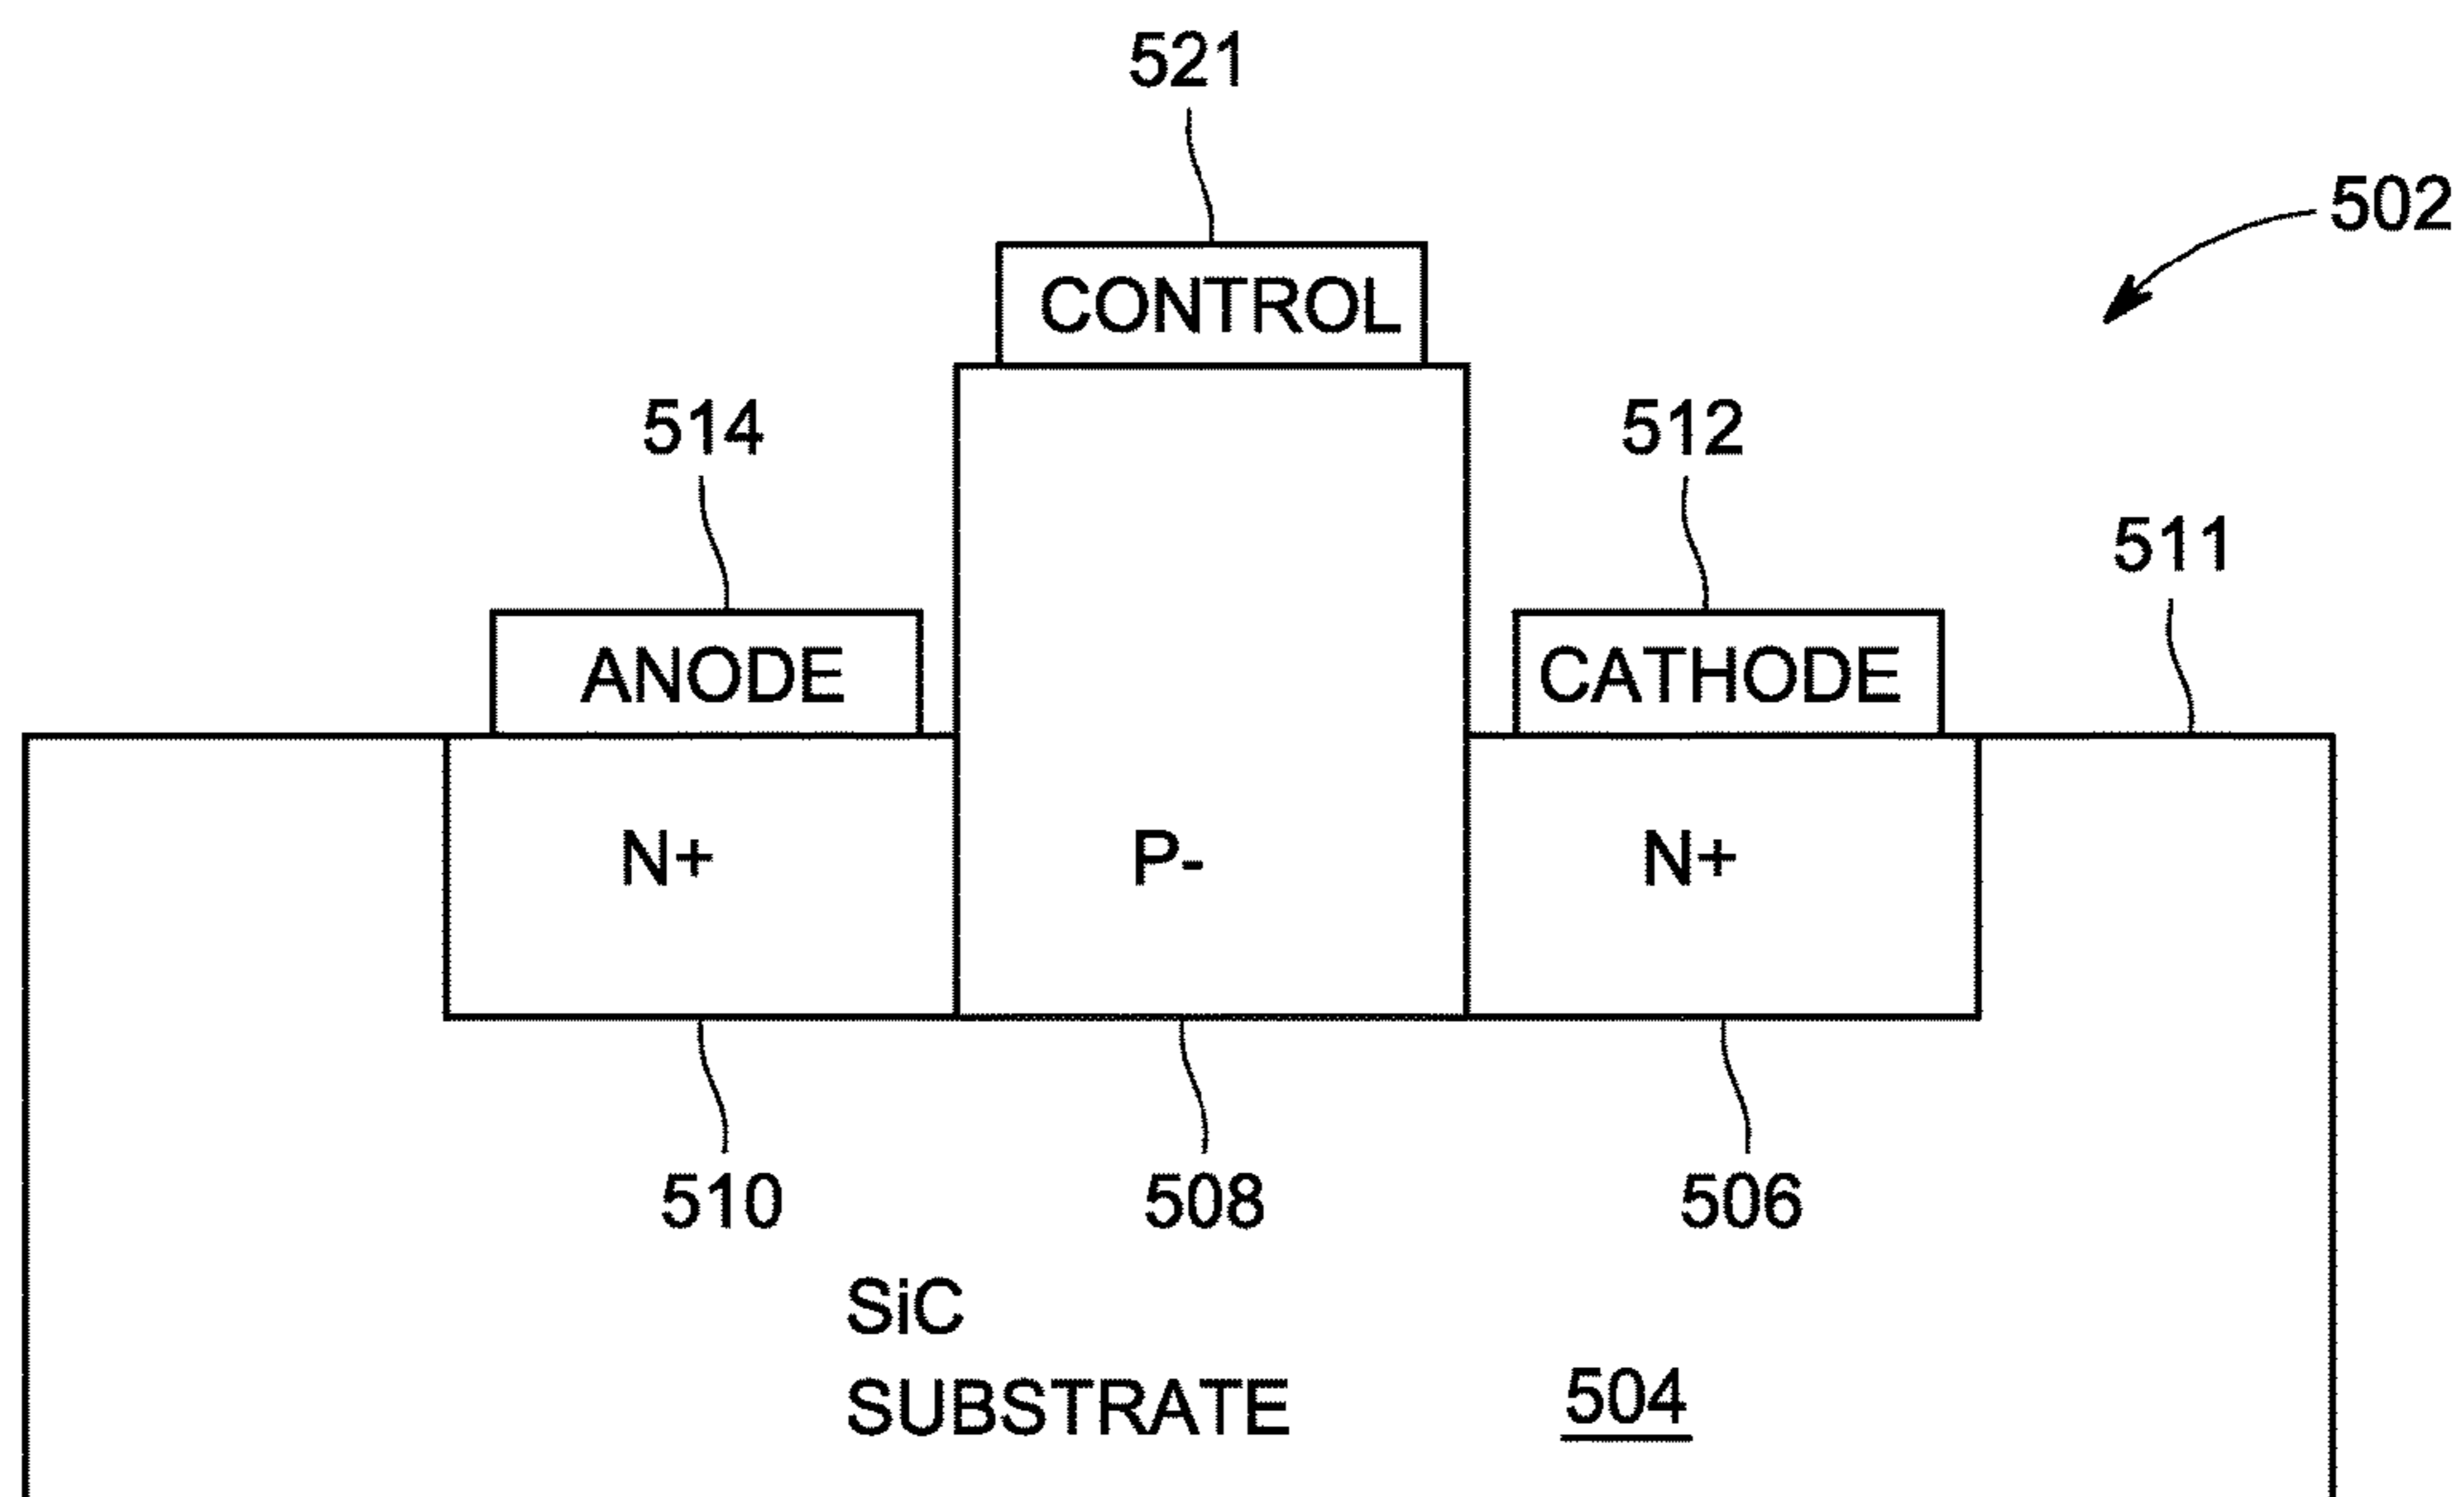 521
502
CONTROL
514
512
511
ANODE
CATHODE
N+
P-
N+
510
508
506
SiC
SUBSTRATE
504